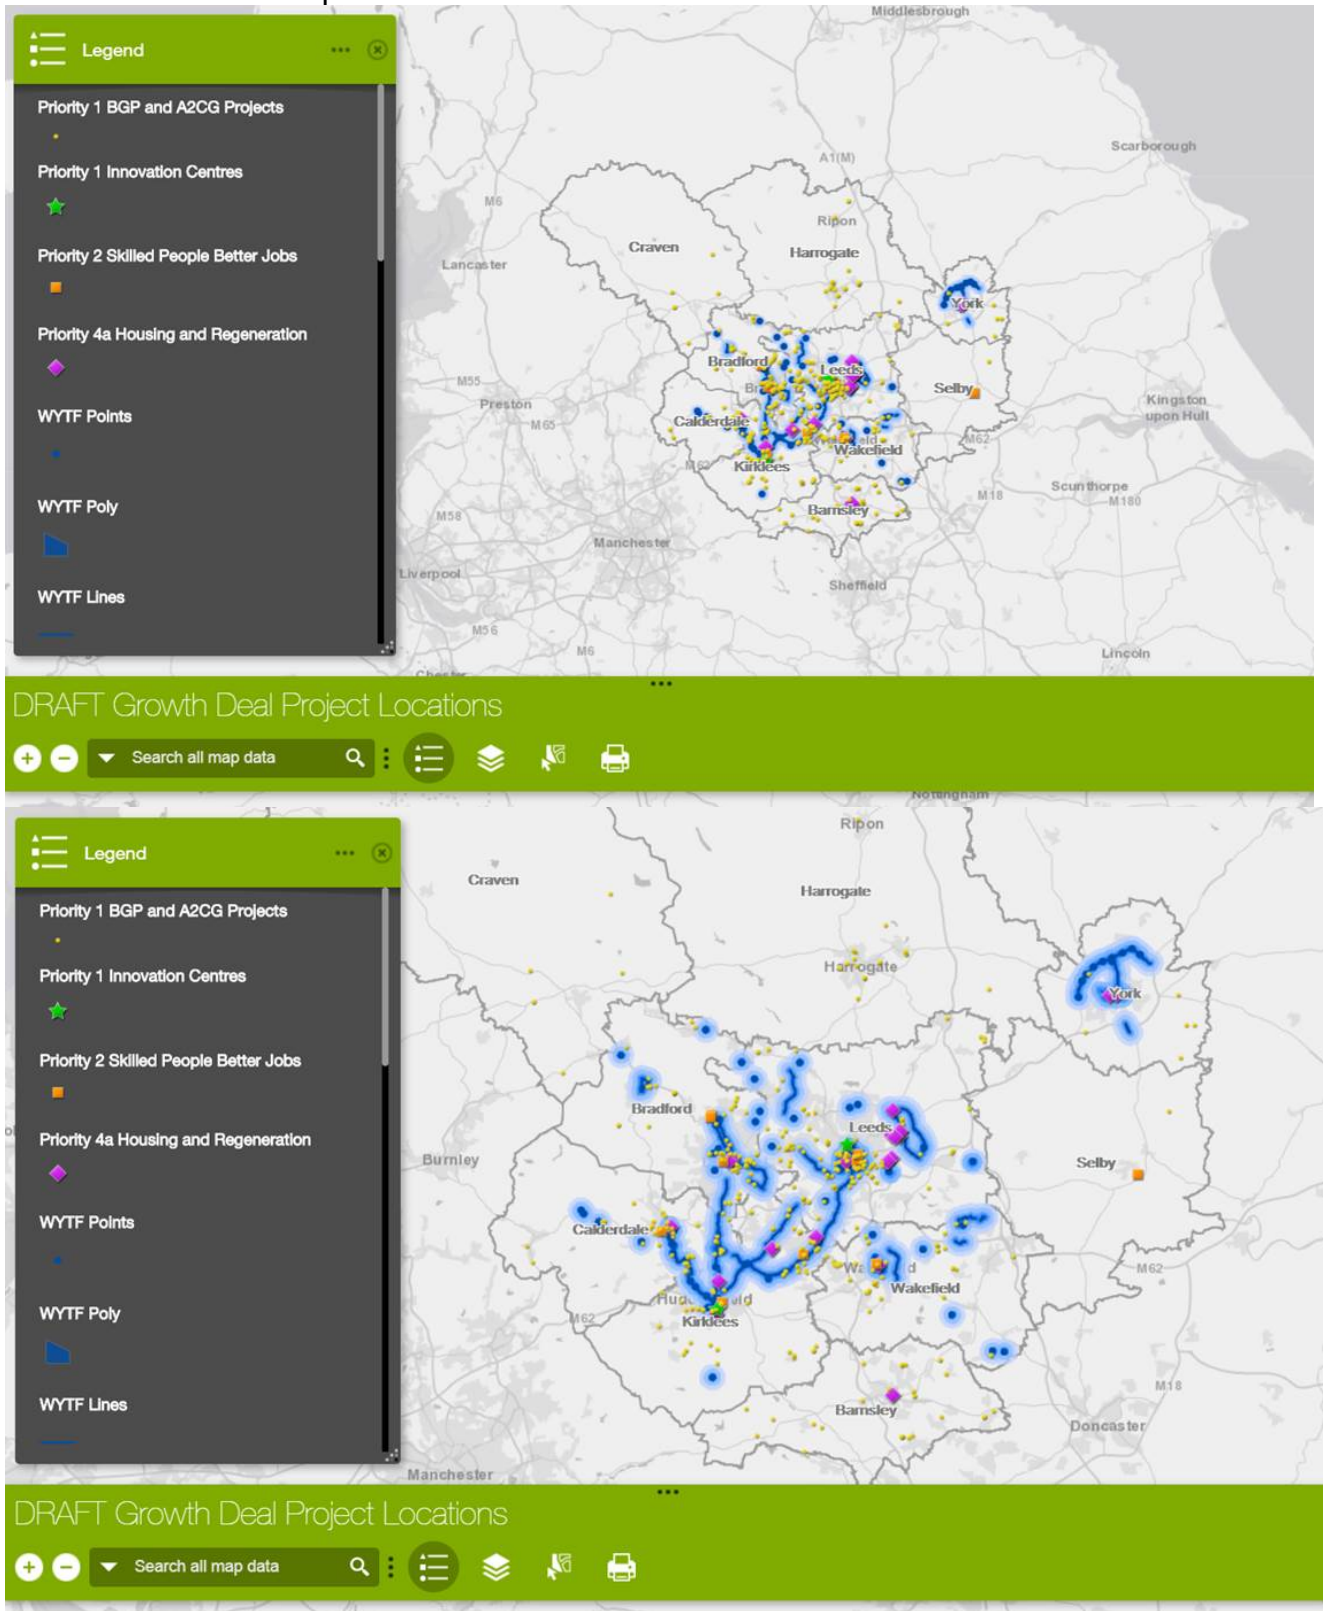 Legend
Priority 1 BGP and A2CG Projects
Priority 1 Innovation Centres
Priority 2 Skilled People Better Jobs
Priority 4a Housing and Regeneration
WYTF Points
WYTF Poly
WYTF Lines
Middlesbrough
Scarborough
A1(M)
M6
Ripon
Craven
Harrogate
Lancaster
York
Bradford
Leeds
M55
Selby
Preston
Kingston
upon Hull
M65
Calderdale
M62
Wakefield
Kirklees
M62
Scunthorpe
M18
M180
Barnsley
M58
Manchester
Liverpool
Sheffield
M56
M6
Lincoln
Chester
DRAFT Growth Deal Project Locations
Search all map data
Nottingham
Legend
Priority 1 BGP and A2CG Projects
Priority 1 Innovation Centres
Priority 2 Skilled People Better Jobs
Priority 4a Housing and Regeneration
WYTF Points
WYTF Poly
WYTF Lines
Ripon
Craven
Harrogate
Harrogate
York
Bradford
Leeds
Burnley
Selby
Calderdale
M62
Wakefield
Kirklees
M62
M18
Barnsley
Doncaster
Manchester
DRAFT Growth Deal Project Locations
Search all map data